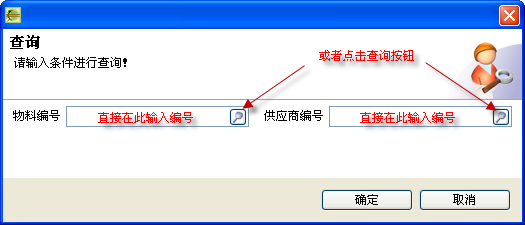 查询
请输入条件进行查询!
或者点击查询按钮
物料编号 直接在此输入编号 供应商编号 直接在此输入编号
确定 取消